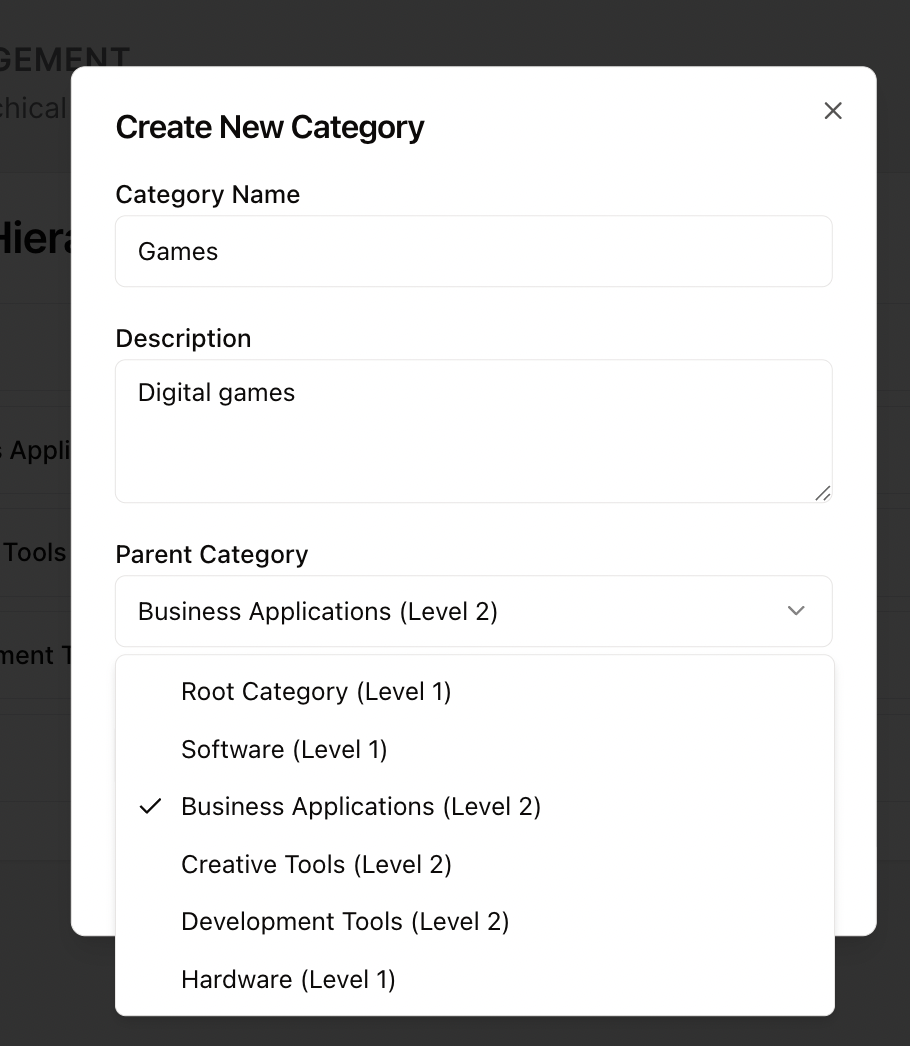 GEMENT
chical
Create New Category
Category Name
Games
Hiera
Description
Digital games
s Appli
Tools
Parent Category
Business Applications (Level 2)
ment T
Root Category (Level 1)
Software (Level 1)
Business Applications (Level 2)
Creative Tools (Level 2)
Development Tools (Level 2)
Hardware (Level 1)